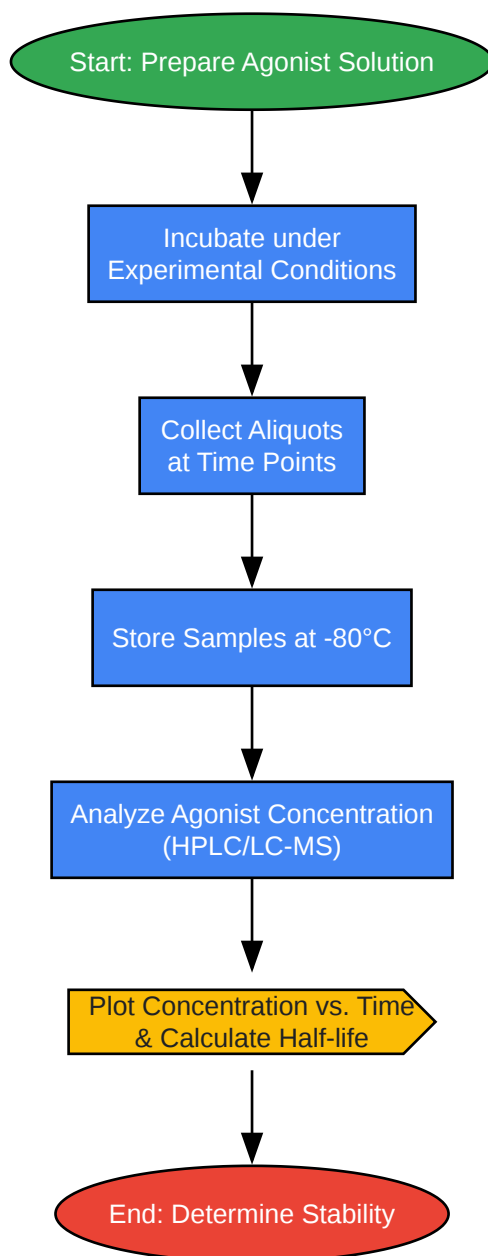 Start: Prepare Agonist Solution
Incubate under
Experimental Conditions
Collect Aliquots
at Time Points
Store Samples at -80°C
Analyze Agonist Concentration
(HPLC/LC-MS)
Plot Concentration vs. Time
& Calculate Half-life
End: Determine Stability